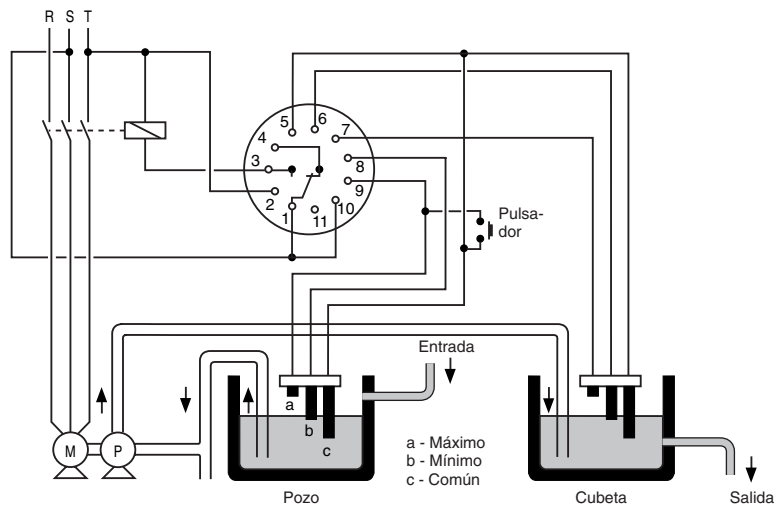 R S T
5
6
7
4
8
3
9
2
1
10
11
Pulsa-
dor
Entrada
a
b
c
a - Máximo
b - Mínimo
c - Común
M
P
Pozo
Cubeta
Salida